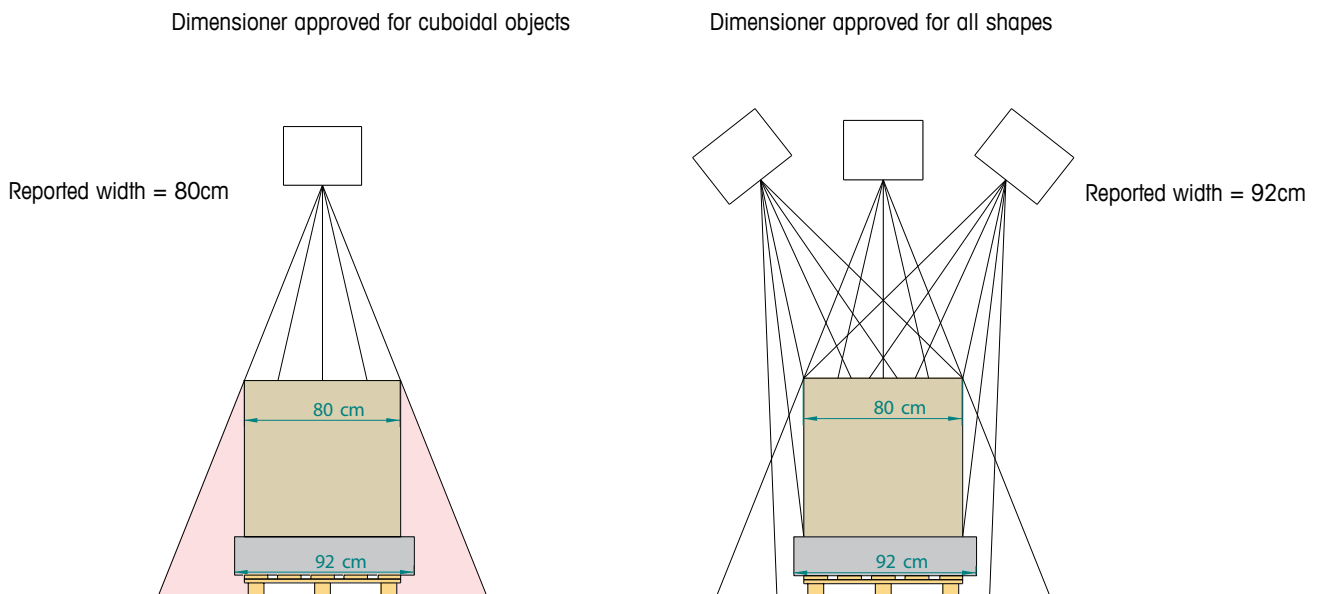 Dimensioner approved for cuboidal objects
Dimensioner approved for all shapes
Reported width = 80cm
Reported width = 92cm
80 cm
80 cm
92 cm
92 cm